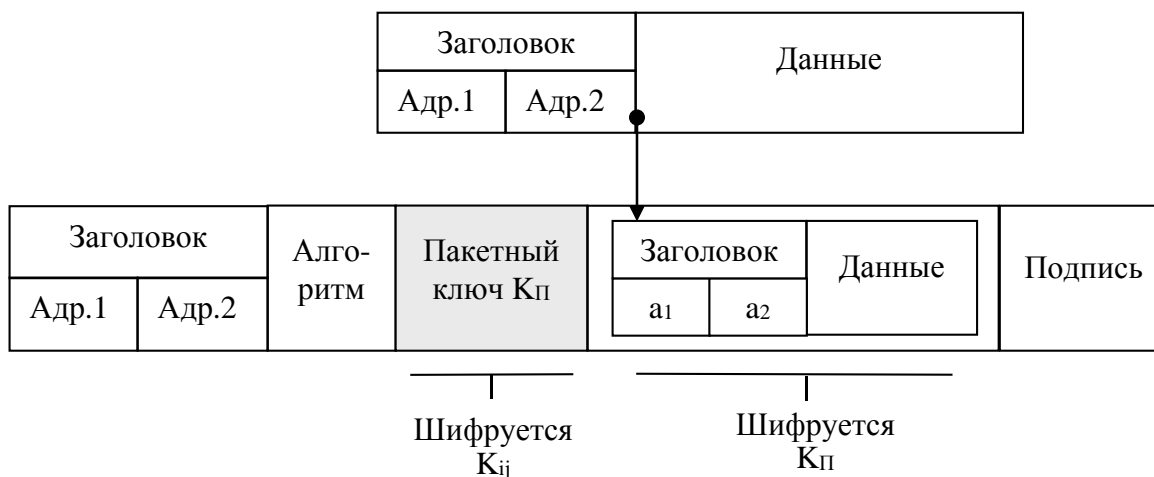 Заголовок
Данные
Адр.1 Адр.2
Заголовок
Адр.1 Адр.2
Алго-
ритм
Пакетный
ключ KП
Заголовок
a1 a2
Данные
Подпись
Шифруется
Kij
Шифруется
KП